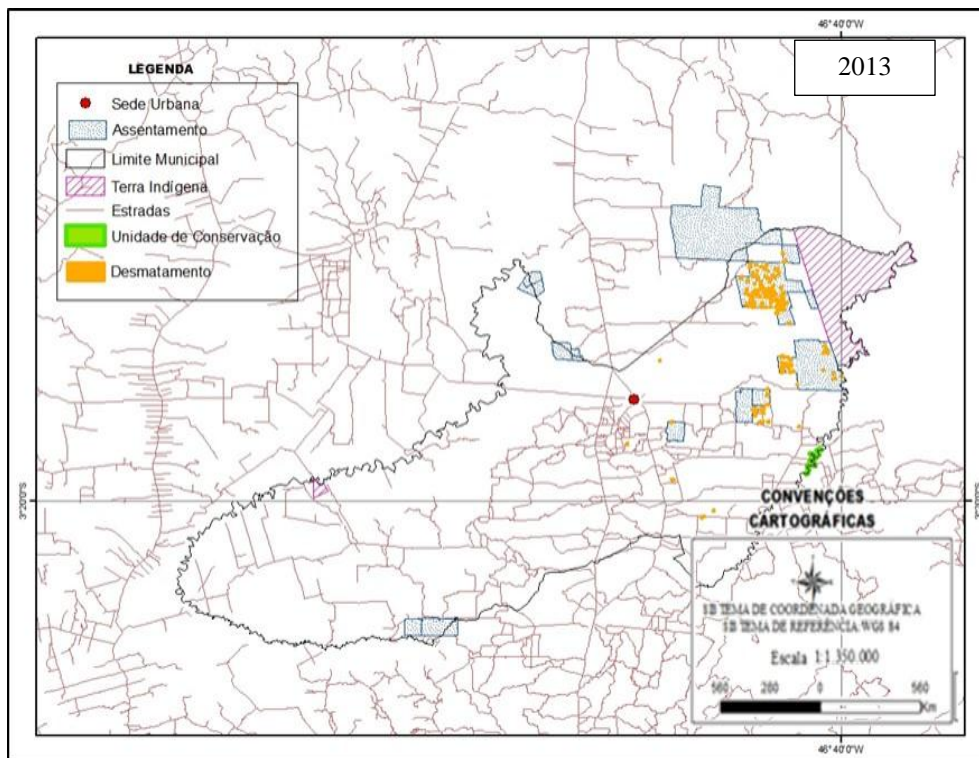 46°40'0"W
2013
LEGENDA
Sede Urbana
Assentamento
Limite Municipal
Terra Indígena
Estradas
Unidade de Conservação
Desmatamento
3°20'0"S
CONVENÇÕES
CARTOGRÁFICAS
SISTEMA DE COORDENADA GEOGRÁFICA
SISTEMA DE REFERÊNCIA: WGS 84
Escala 1:1.350.000
560 280 0 560
Km
46°40'0"W